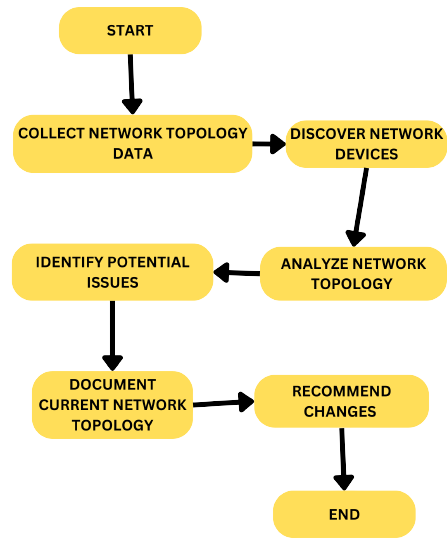 START
COLLECT NETWORK TOPOLOGY
DATA
DISCOVER NETWORK
DEVICES
ANALYZE NETWORK
TOPOLOGY
IDENTIFY POTENTIAL
ISSUES
DOCUMENT
CURRENT NETWORK
TOPOLOGY
RECOMMEND
CHANGES
END